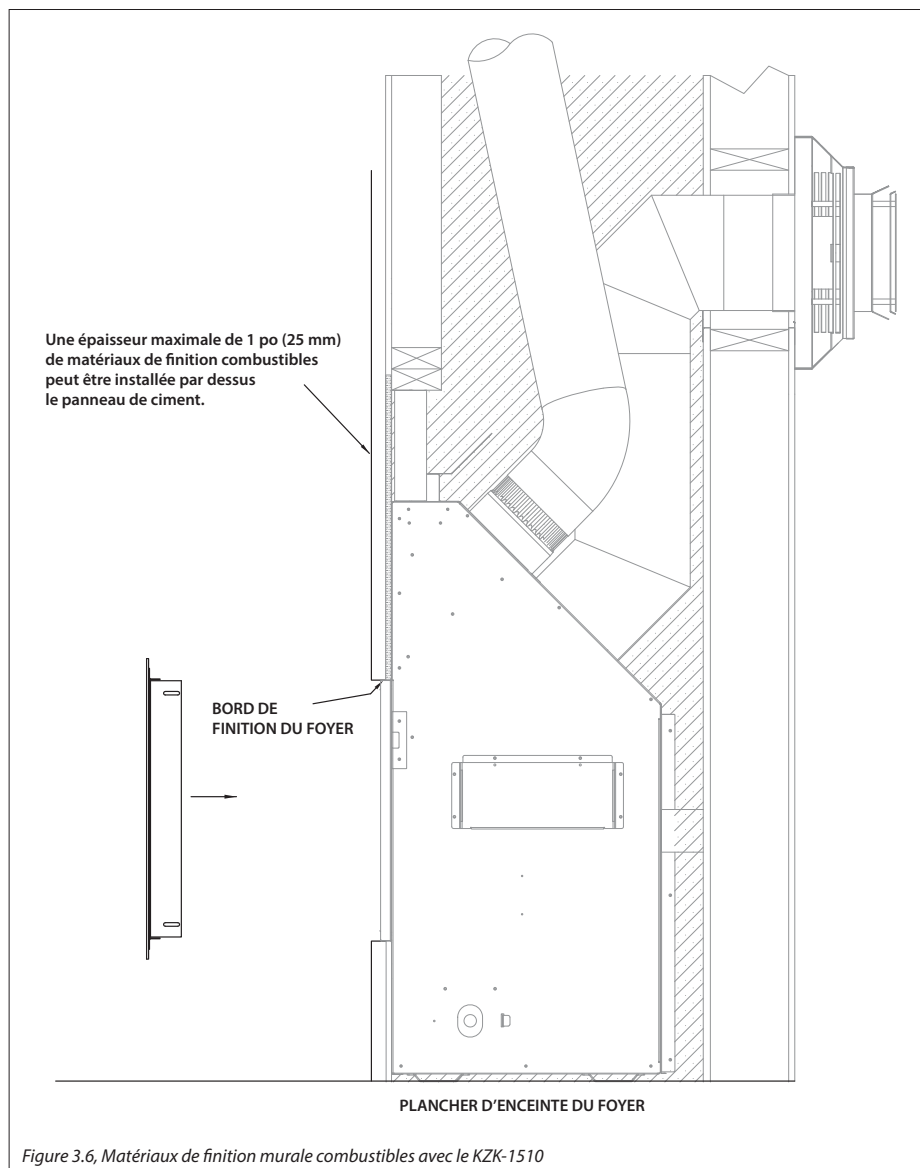 Une épaisseur maximale de 1 po (25 mm)
de matériaux de finition combustibles
peut être installée par dessus
le panneau de ciment.
BORD DE
FINITION DU FOYER
PLANCHER D'ENCEINTE DU FOYER
Figure 3.6, Matériaux de finition murale combustibles avec le KZK-1510